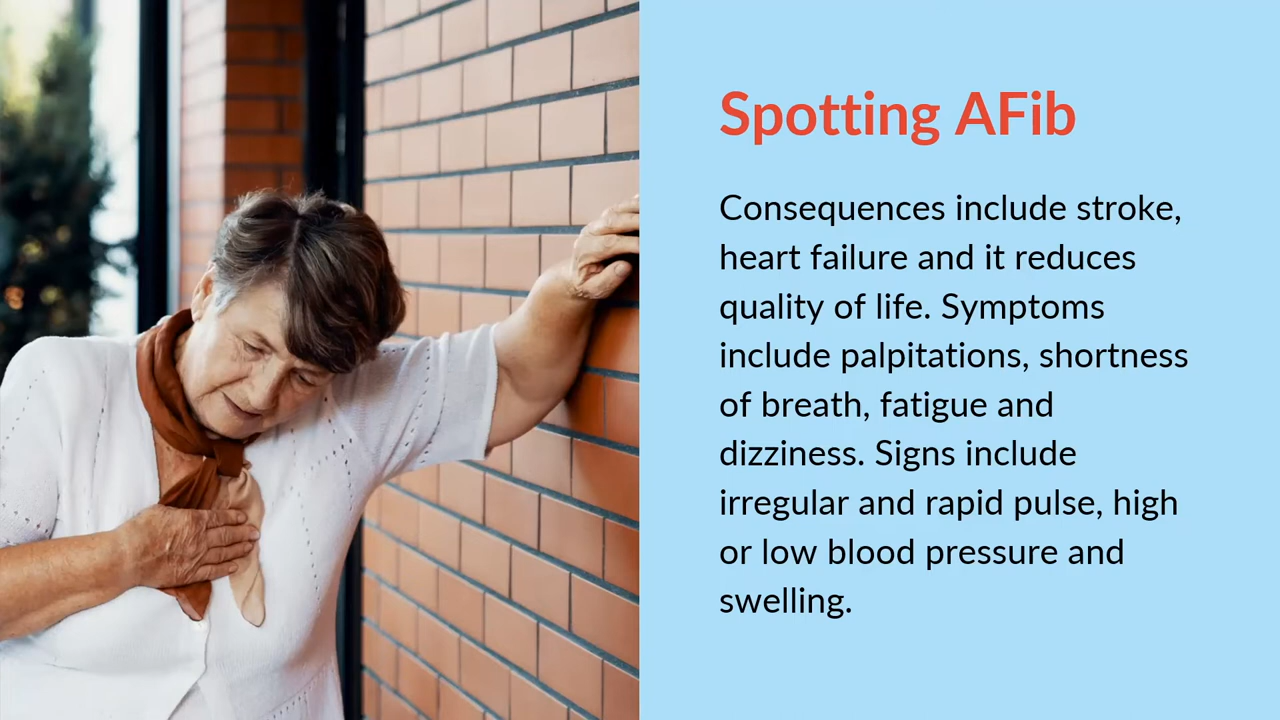 Spotting AFib
Consequences include stroke,
heart failure and it reduces
quality of life. Symptoms
include palpitations, shortness
of breath, fatigue and
dizziness. Signs include
irregular and rapid pulse, high
or low blood pressure and
swelling.